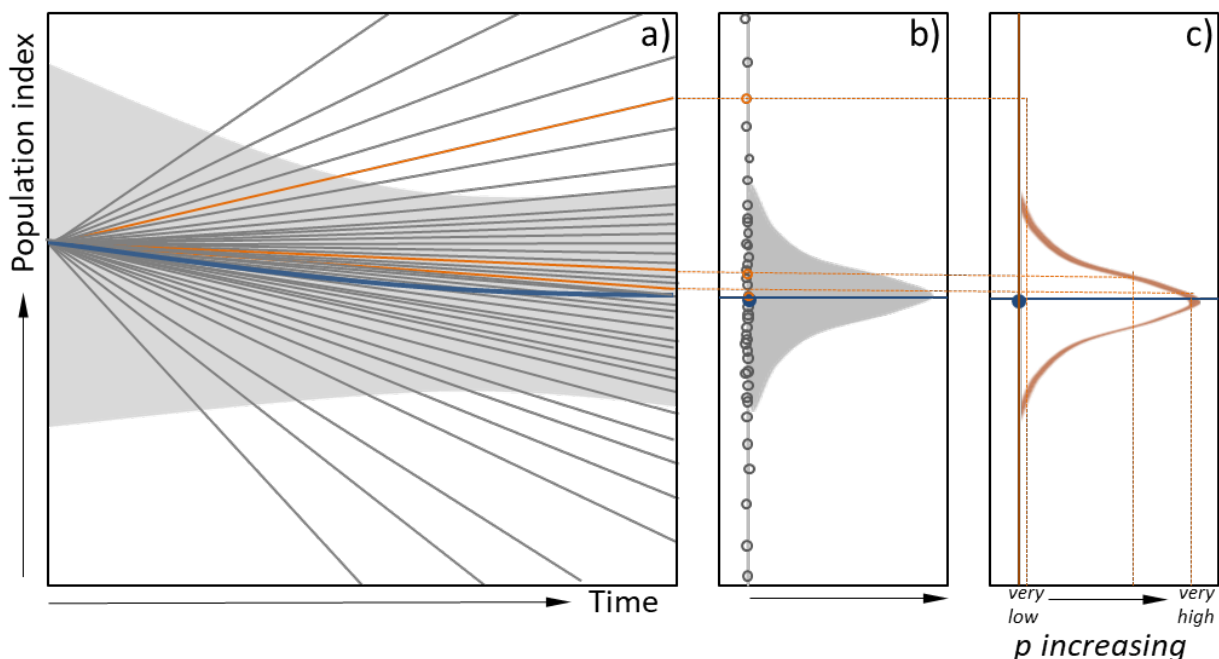 a)
b)
c)
Population index
Time
very low
very high
p increasing